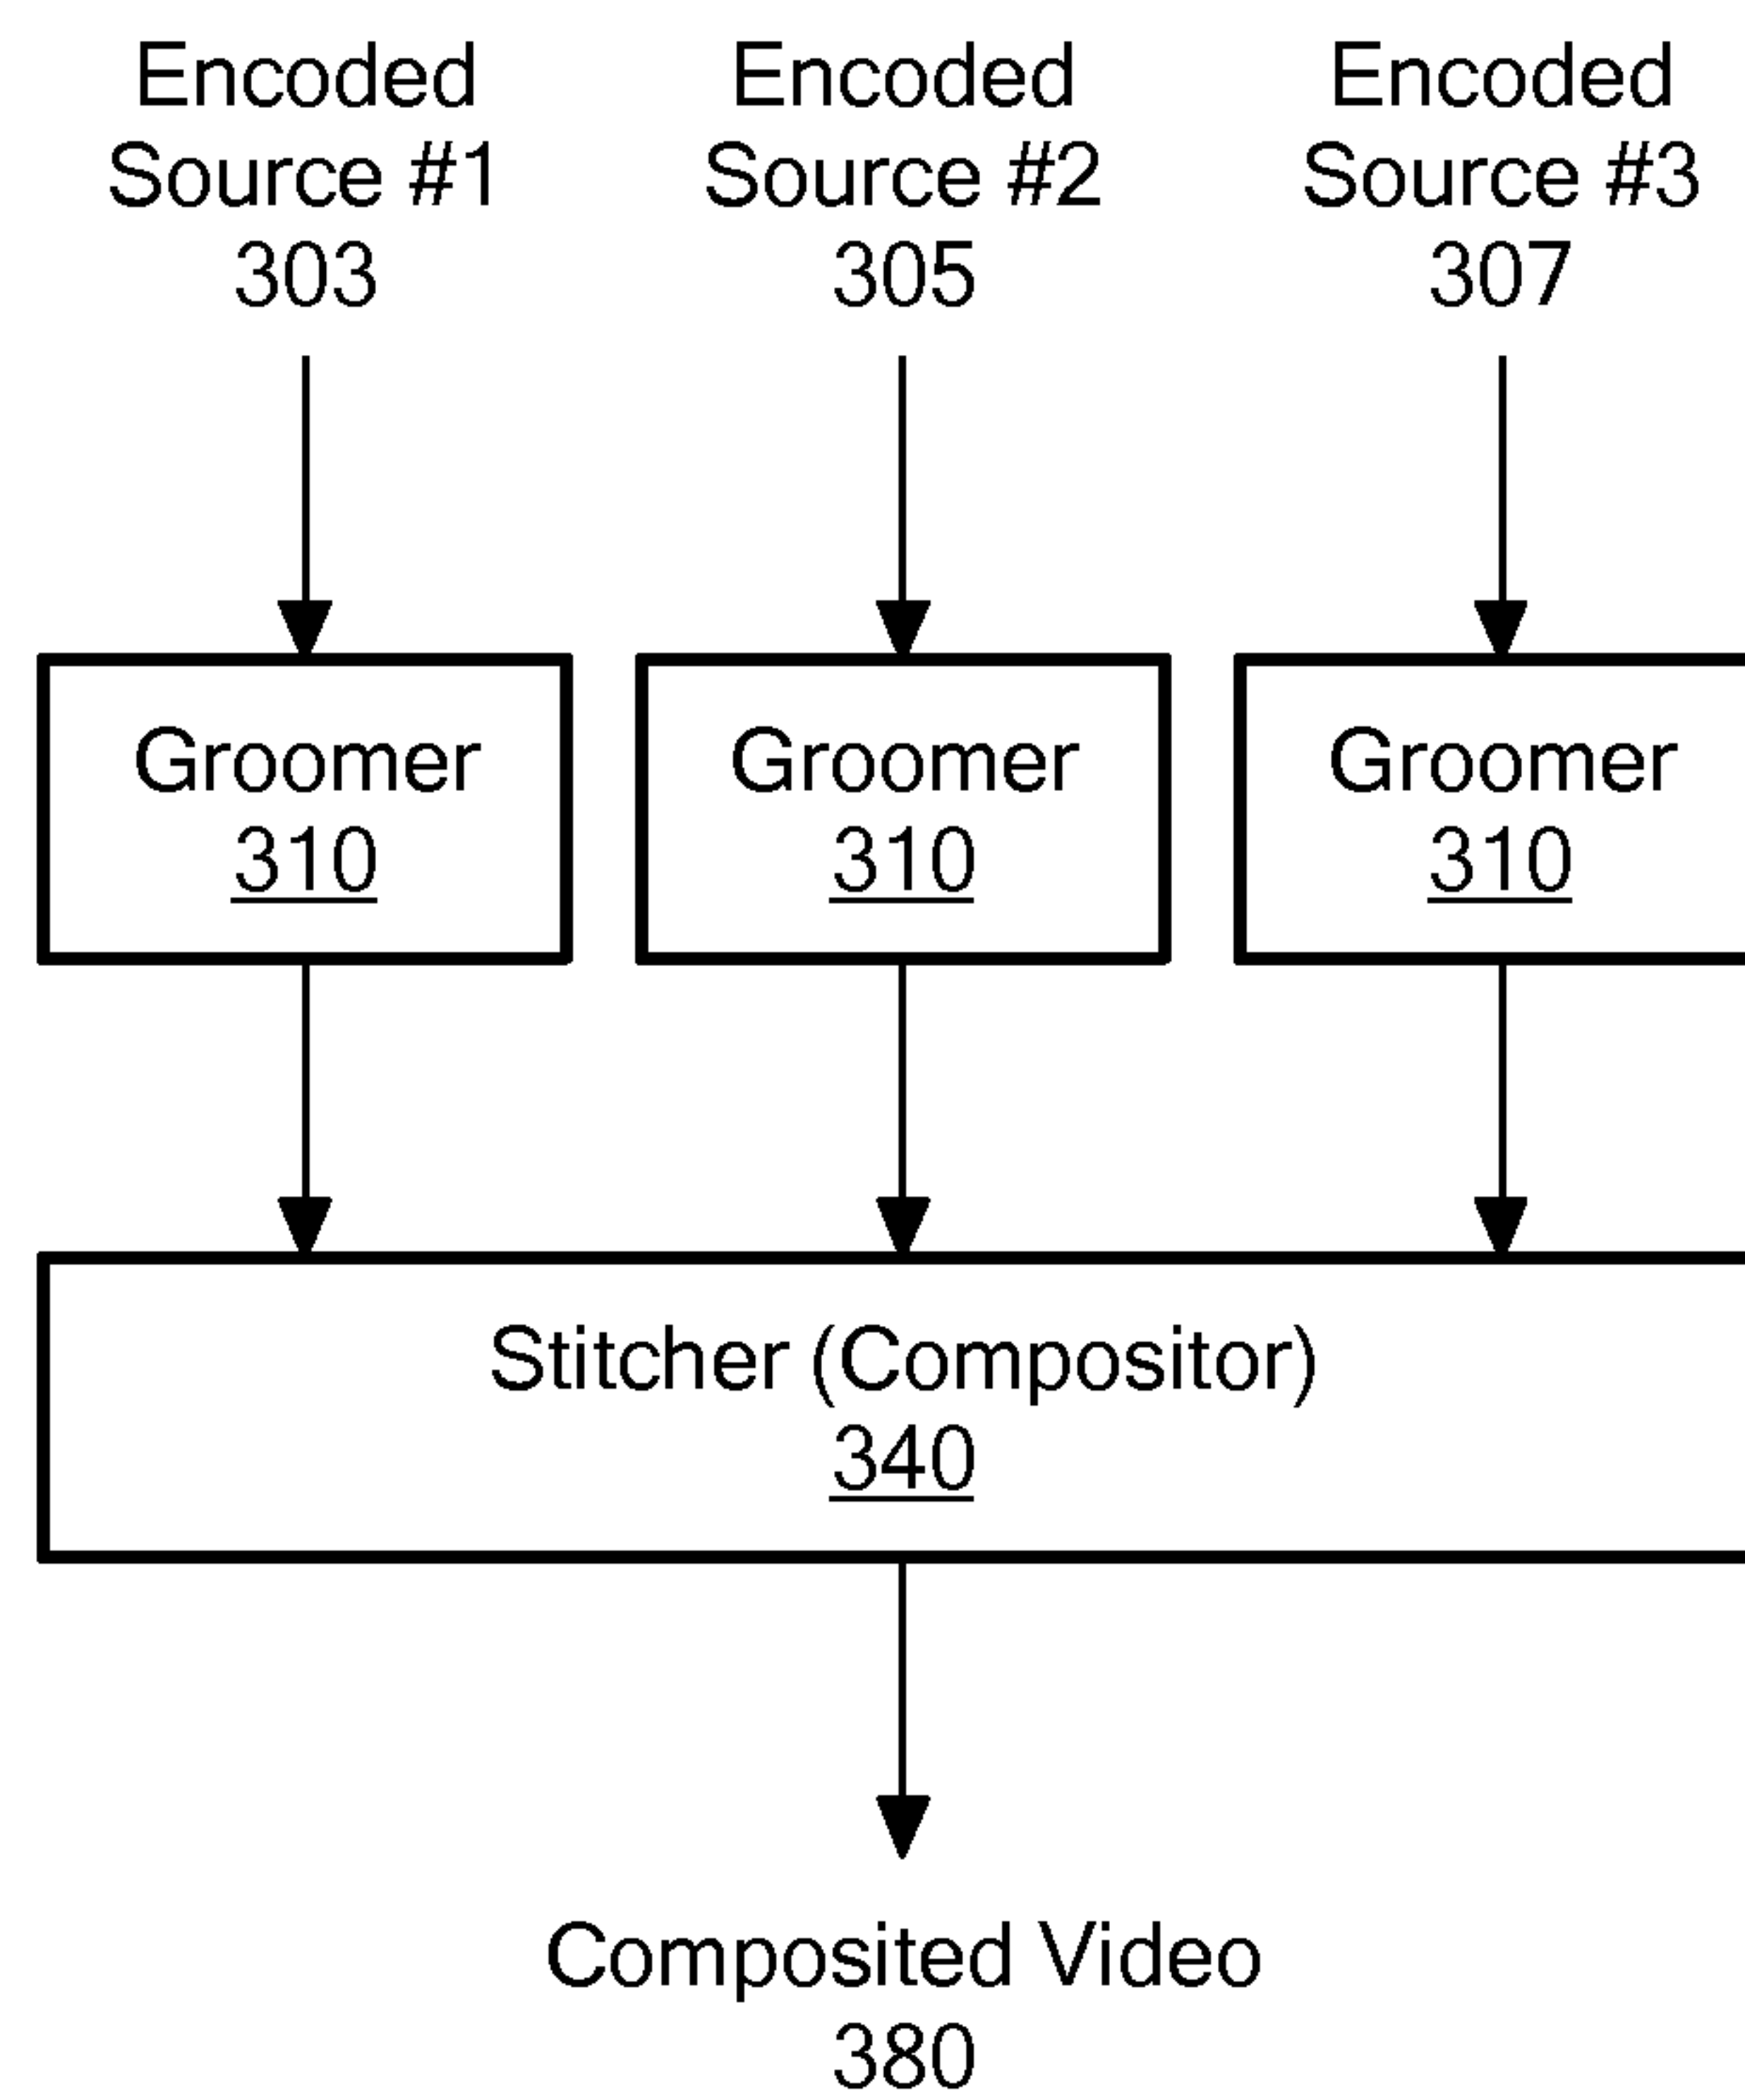 Encoded
Source #1
303
Encoded
Source #2
305
Encoded
Source #3
307
Groomer
310
Groomer
310
Groomer
310
Stitcher (Compositor)
340
Composited Video
380